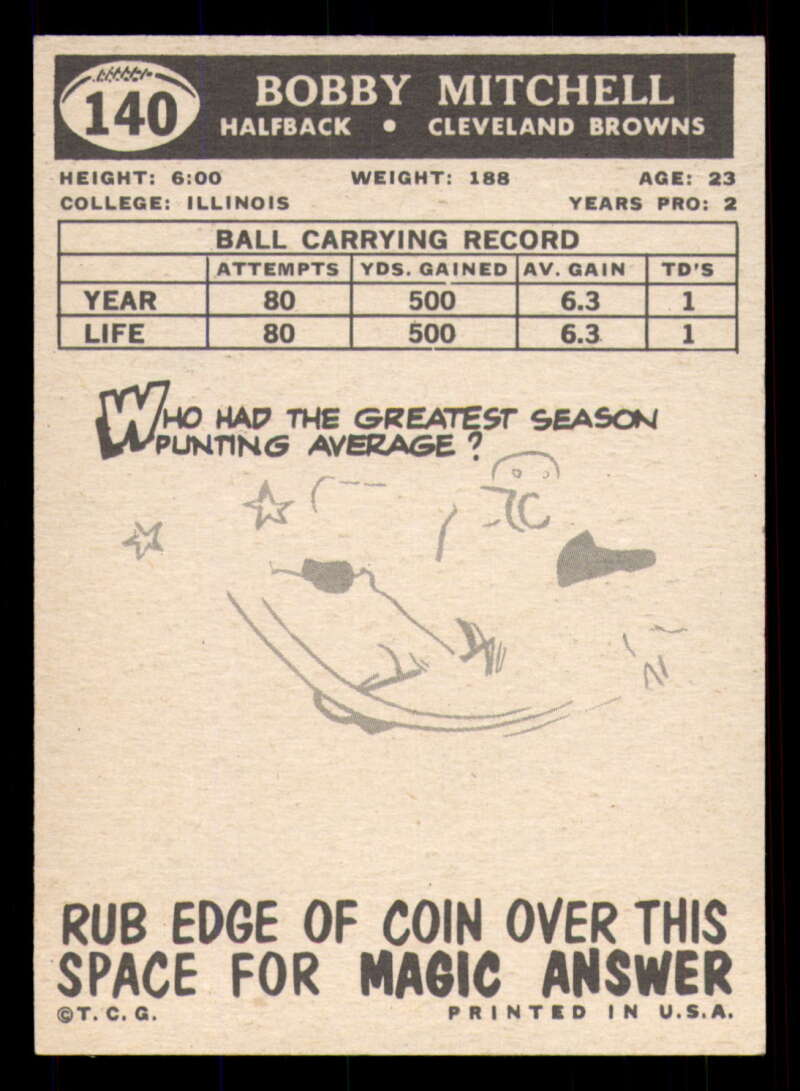 140
BOBBY MITCHELL
HALFBACK • CLEVELAND BROWNS
HEIGHT: 6:00 WEIGHT: 188 AGE: 23
COLLEGE: ILLINOIS YEARS PRO: 2
BALL CARRYING RECORD
ATTEMPTS YDS. GAINED AV. GAIN TD'S
YEAR 80 500 6.3 1
LIFE 80 500 6.3 1
WHO HAD THE GREATEST SEASON
PUNTING AVERAGE?
RUB EDGE OF COIN OVER THIS
SPACE FOR MAGIC ANSWER
©T.C.G. PRINTED IN U.S.A.